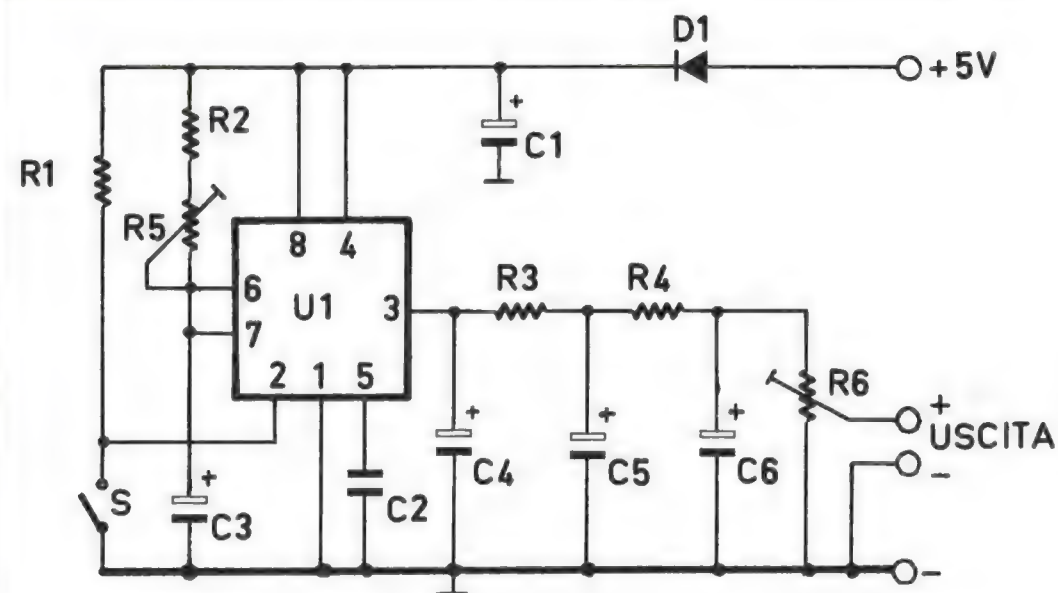 D1
+5V
R2
+
C1
R1
R5
8 4
6
U1
3
7
2 1 5
R3
R4
R6
+
USCITA
-
S
+
C3
C2
+
C4
+
C5
+
C6
-